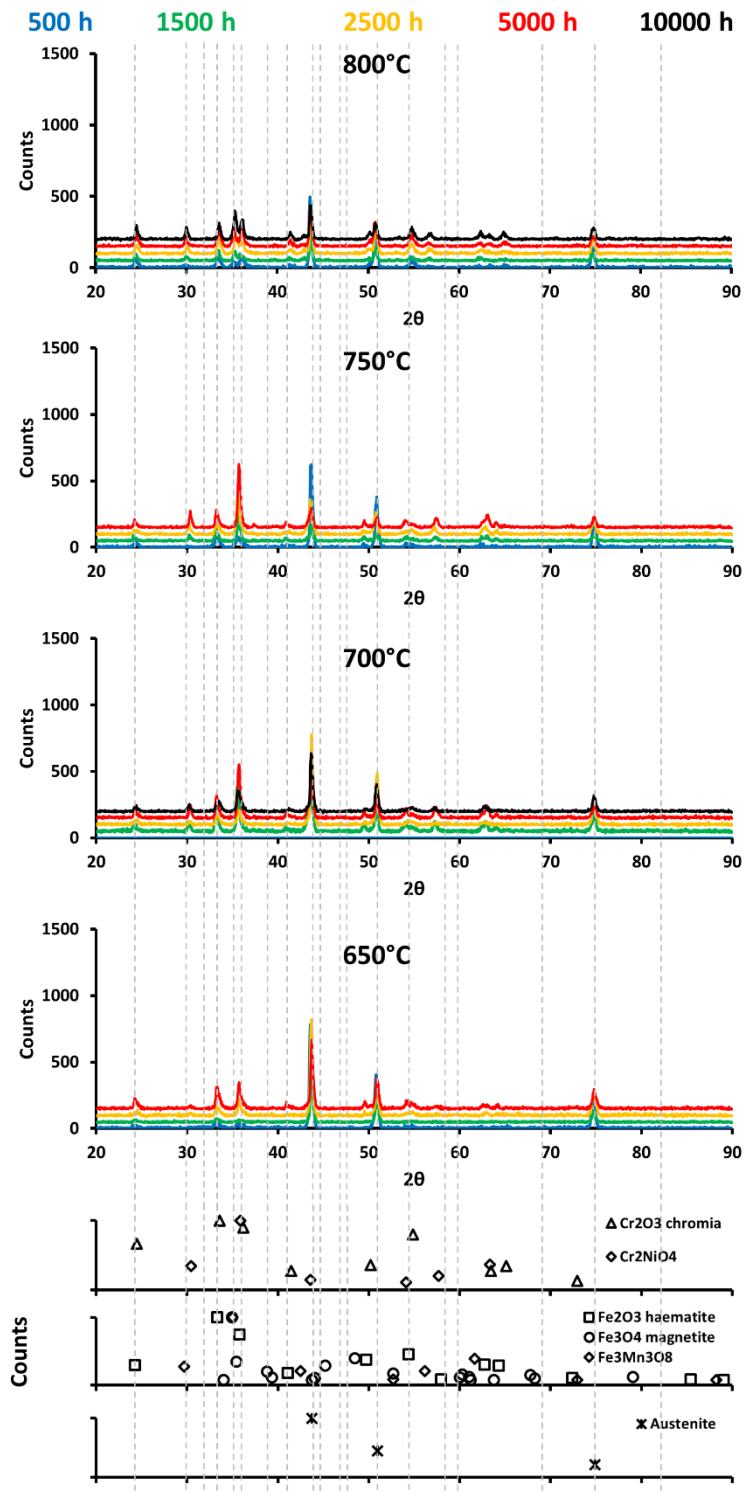 500 h 1500 h 2500 h 5000 h 10000 h
800°C
Counts
1500
1000
500
0
20 30 40 50 60 70 80 90
2θ
750°C
Counts
1500
1000
500
0
20 30 40 50 60 70 80 90
2θ
700°C
Counts
1500
1000
500
0
20 30 40 50 60 70 80 90
2θ
650°C
Counts
1500
1000
500
0
20 30 40 50 60 70 80 90
2θ
Cr2O3 chromia
Cr2NiO4
Counts
Fe2O3 haematite
Fe3O4 magnetite
Fe3Mn3O8
Austenite